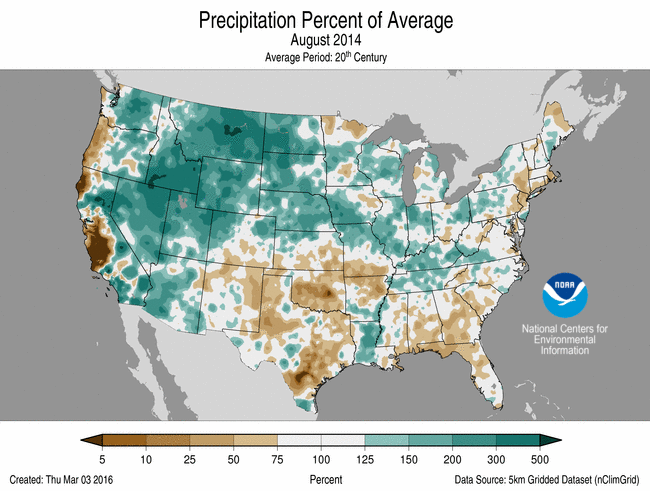 Precipitation Percent of Average
August 2014
Average Period: 20th Century
NOAA
National Centers for
Environmental
Information
5 10 25 50 75 100 125 150 200 300 500
Created: Thu Mar 03 2016 Percent Data Source: 5km Gridded Dataset (nClimGrid)